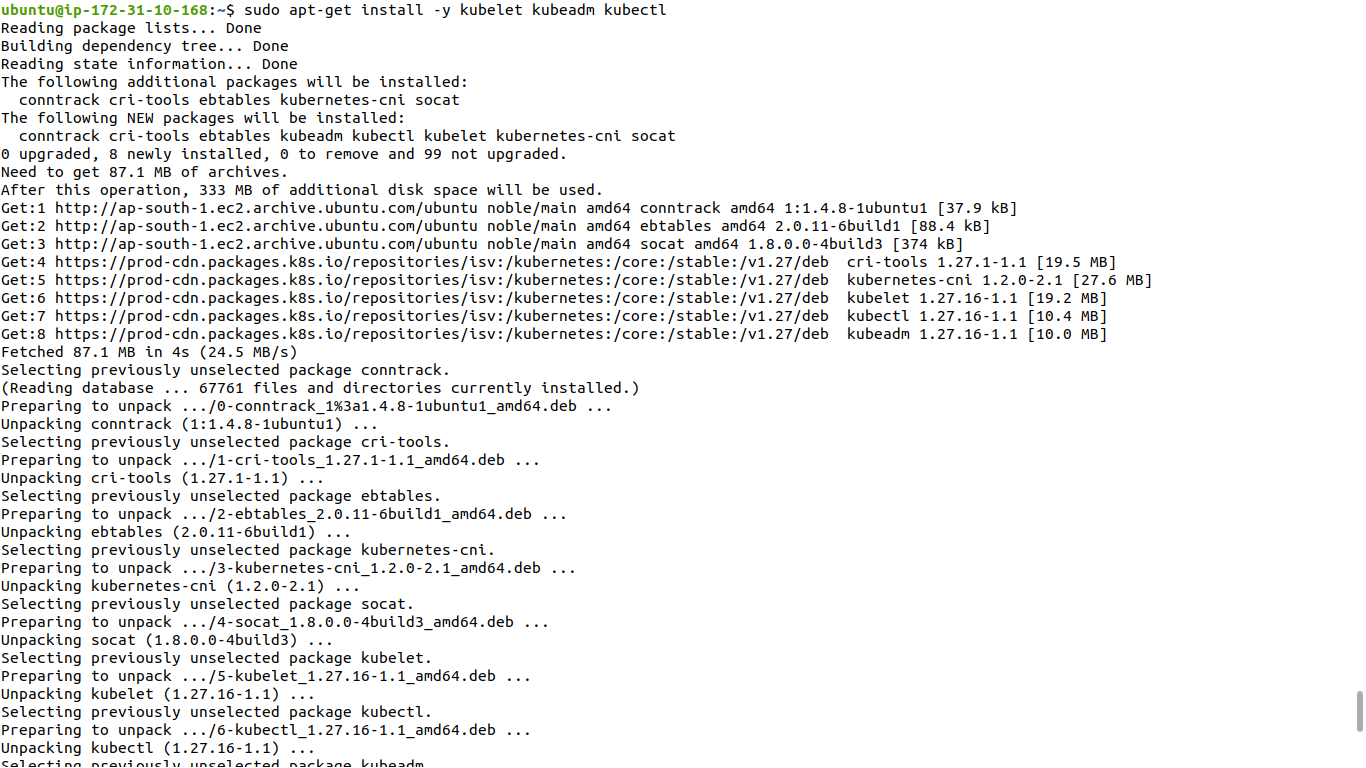 ubuntu@ip-172-31-10-168:~$ sudo apt-get install -y kubelet kubeadm kubectl
Reading package lists... Done
Building dependency tree... Done
Reading state information... Done
The following additional packages will be installed:
  conntrack cri-tools ebtables kubernetes-cni socat
The following NEW packages will be installed:
  conntrack cri-tools ebtables kubeadm kubectl kubelet kubernetes-cni socat
0 upgraded, 8 newly installed, 0 to remove and 99 not upgraded.
Need to get 87.1 MB of archives.
After this operation, 333 MB of additional disk space will be used.
Get:1 http://ap-south-1.ec2.archive.ubuntu.com/ubuntu noble/main amd64 conntrack amd64 1:1.4.8-1ubuntu1 [37.9 kB]
Get:2 http://ap-south-1.ec2.archive.ubuntu.com/ubuntu noble/main amd64 ebtables amd64 2.0.11-6build1 [88.4 kB]
Get:3 http://ap-south-1.ec2.archive.ubuntu.com/ubuntu noble/main amd64 socat amd64 1.8.0.0-4build3 [374 kB]
Get:4 https://prod-cdn.packages.k8s.io/repositories/isv:/kubernetes:/core:/stable:/v1.27/deb  cri-tools 1.27.1-1.1 [19.5 MB]
Get:5 https://prod-cdn.packages.k8s.io/repositories/isv:/kubernetes:/core:/stable:/v1.27/deb  kubernetes-cni 1.2.0-2.1 [27.6 MB]
Get:6 https://prod-cdn.packages.k8s.io/repositories/isv:/kubernetes:/core:/stable:/v1.27/deb  kubelet 1.27.16-1.1 [19.2 MB]
Get:7 https://prod-cdn.packages.k8s.io/repositories/isv:/kubernetes:/core:/stable:/v1.27/deb  kubectl 1.27.16-1.1 [10.4 MB]
Get:8 https://prod-cdn.packages.k8s.io/repositories/isv:/kubernetes:/core:/stable:/v1.27/deb  kubeadm 1.27.16-1.1 [10.0 MB]
Fetched 87.1 MB in 4s (24.5 MB/s)
Selecting previously unselected package conntrack.
(Reading database ... 67761 files and directories currently installed.)
Preparing to unpack .../0-conntrack_1%3a1.4.8-1ubuntu1_amd64.deb ...
Unpacking conntrack (1:1.4.8-1ubuntu1) ...
Selecting previously unselected package cri-tools.
Preparing to unpack .../1-cri-tools_1.27.1-1.1_amd64.deb ...
Unpacking cri-tools (1.27.1-1.1) ...
Selecting previously unselected package ebtables.
Preparing to unpack .../2-ebtables_2.0.11-6build1_amd64.deb ...
Unpacking ebtables (2.0.11-6build1) ...
Selecting previously unselected package kubernetes-cni.
Preparing to unpack .../3-kubernetes-cni_1.2.0-2.1_amd64.deb ...
Unpacking kubernetes-cni (1.2.0-2.1) ...
Selecting previously unselected package socat.
Preparing to unpack .../4-socat_1.8.0.0-4build3_amd64.deb ...
Unpacking socat (1.8.0.0-4build3) ...
Selecting previously unselected package kubelet.
Preparing to unpack .../5-kubelet_1.27.16-1.1_amd64.deb ...
Unpacking kubelet (1.27.16-1.1) ...
Selecting previously unselected package kubectl.
Preparing to unpack .../6-kubectl_1.27.16-1.1_amd64.deb ...
Unpacking kubectl (1.27.16-1.1) ...
Selecting previously unselected package kubeadm.